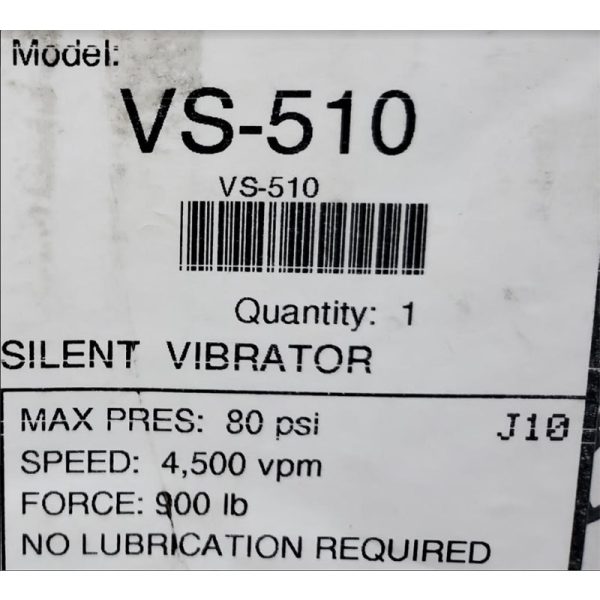 Model:
VS-510
VS-510
Quantity: 1
SILENT VIBRATOR
MAX PRES: 80 psi J10
SPEED: 4,500 vpm
FORCE: 900 lb
NO LUBRICATION REQUIRED